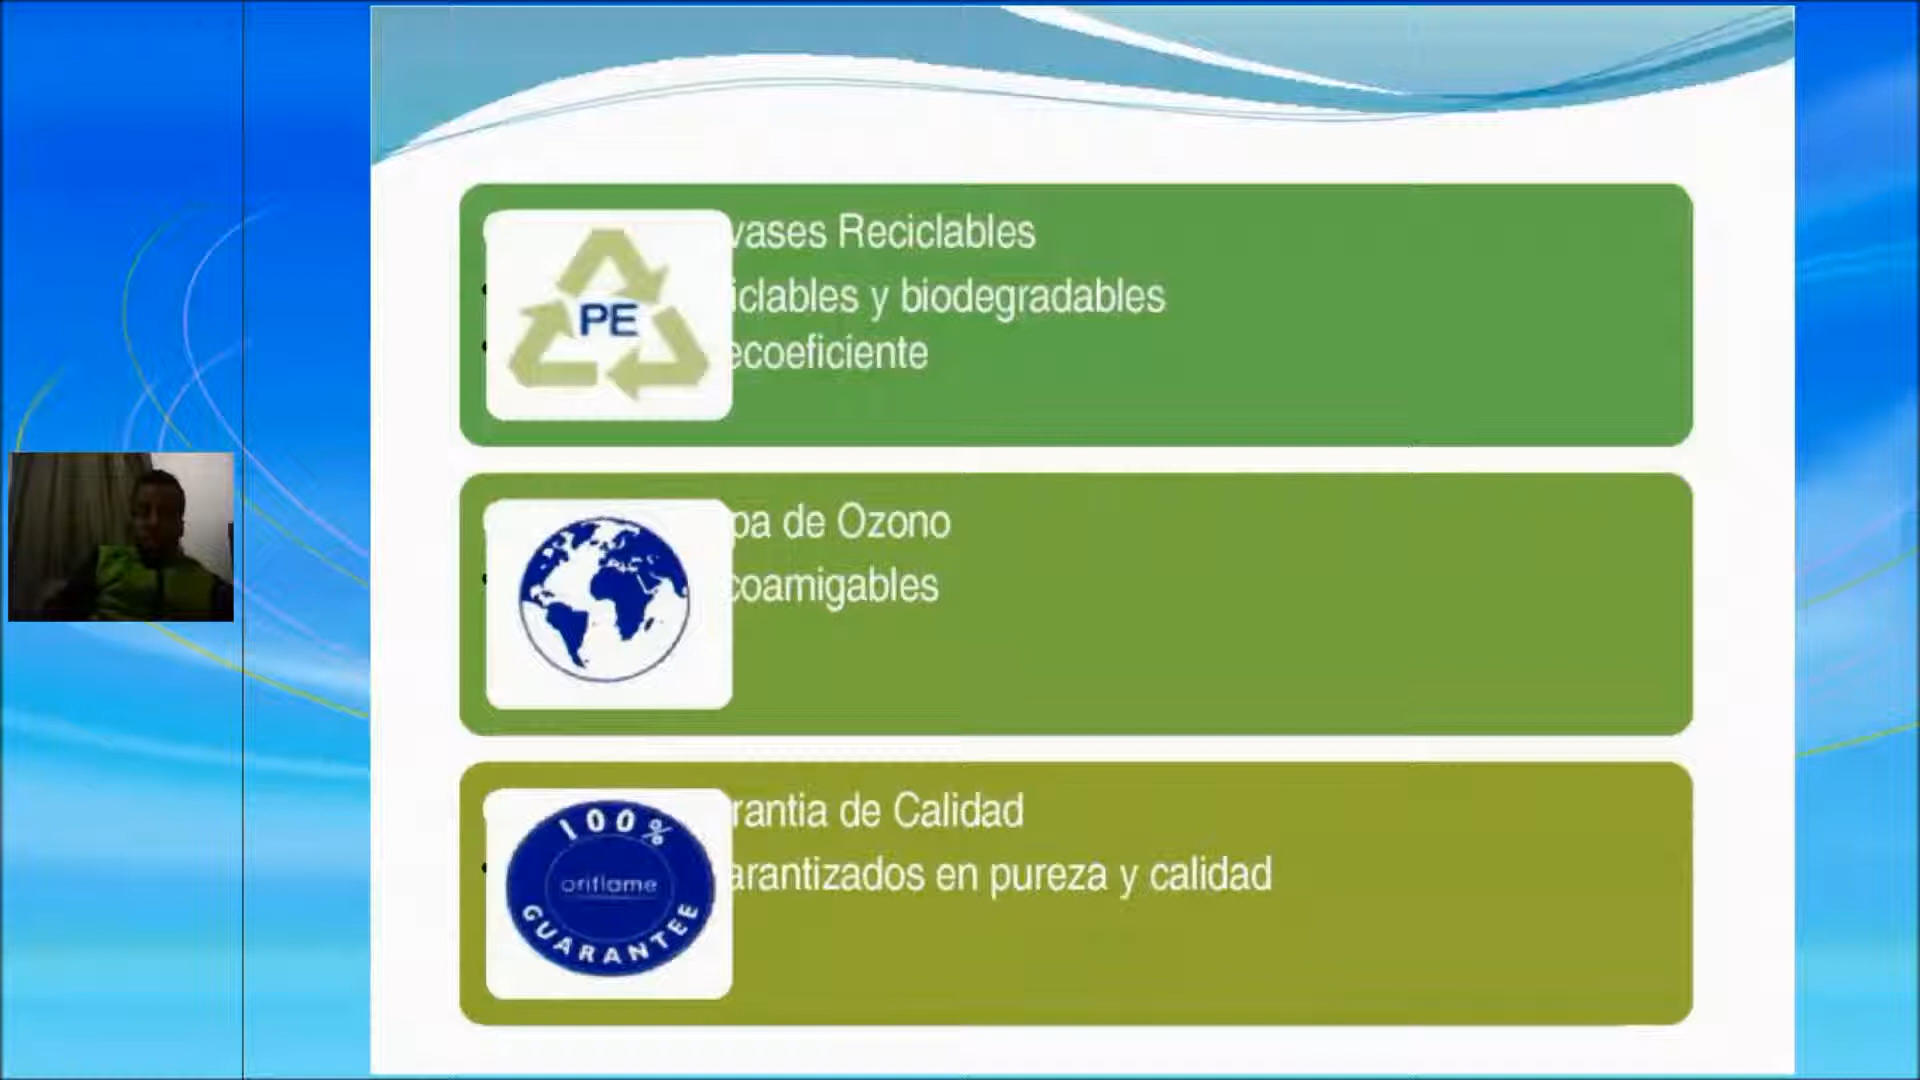 vases Reciclables
PE
iclables y biodegradables
ecoeficiente
pa de Ozono
coamigables
rantia de Calidad
100%
oriflame
GUARANTEE
arantizados en pureza y calidad